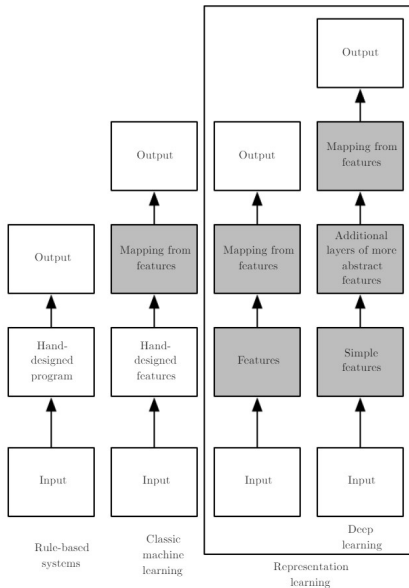 Output
Output
Output
Mapping from
features
Output
Mapping from
features
Mapping from
features
Additional
layers of more
abstract
features
Hand-
designed
program
Hand-
designed
features
Features
Simple
features
Input
Input
Input
Input
Rule-based
systems
Classic
machine
learning
Deep
learning
Representation
learning